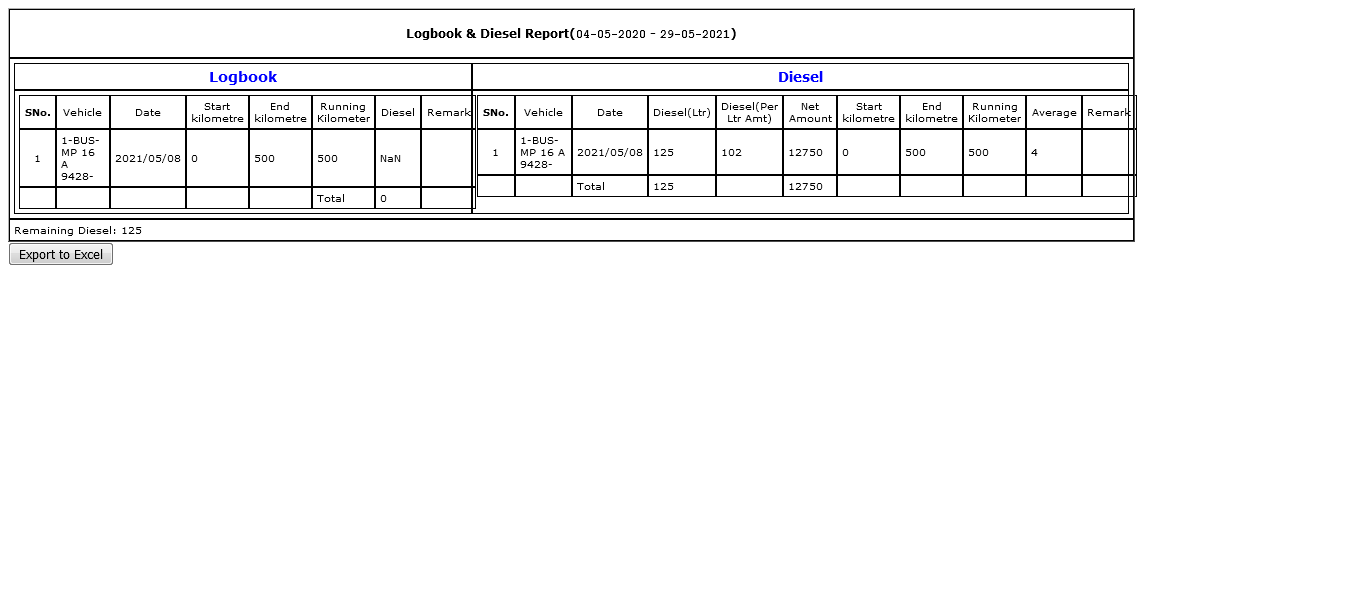 Logbook & Diesel Report(04-05-2020 - 29-05-2021)
Logbook
SNo. Vehicle Date Start kilometre End kilometre Running Kilometer Diesel Remark
1 1-BUS-MP 16 A 9428- 2021/05/08 0 500 500 NaN
Total 0
Diesel
SNo. Vehicle Date Diesel(Ltr) Diesel(Per Ltr Amt) Net Amount Start kilometre End kilometre Running Kilometer Average Remark
1 1-BUS-MP 16 A 9428- 2021/05/08 125 102 12750 0 500 500 4
Total 125 12750
Remaining Diesel: 125
Export to Excel